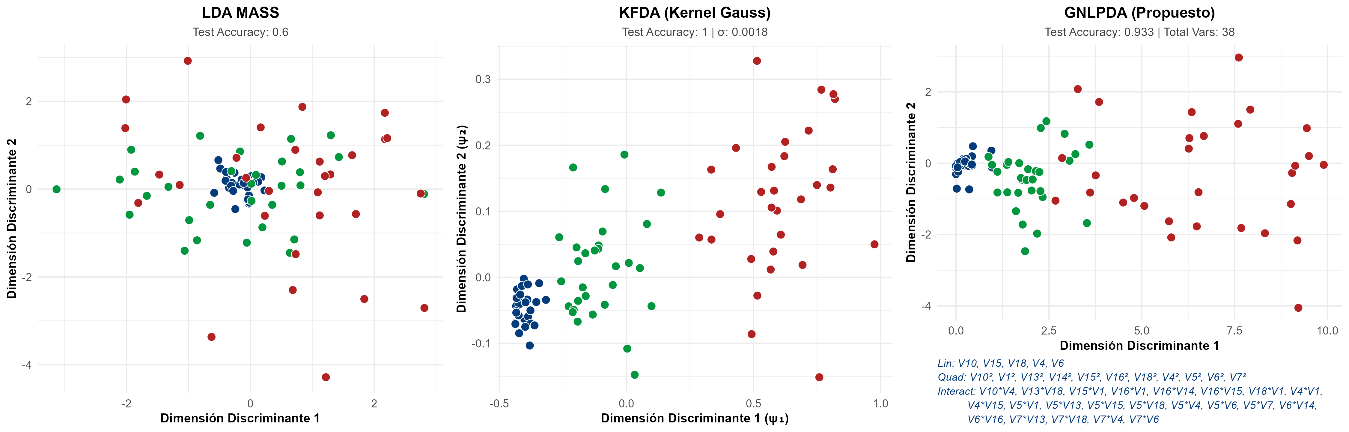 LDA MASS
Test Accuracy: 0.6
Dimensión Discriminante 2
2
0
-2
-4
-2
0
2
Dimensión Discriminante 1
KFDA (Kernel Gauss)
Test Accuracy: 1 | σ: 0.0018
Dimensión Discriminante 2 (ψ₂)
0.3
0.2
0.1
0.0
-0.1
-0.5
0.0
0.5
1.0
Dimensión Discriminante 1 (ψ₁)
GNLPDA (Propuesto)
Test Accuracy: 0.933 | Total Vars: 38
Dimensión Discriminante 2
2
0
-2
-4
0.0
2.5
5.0
7.5
10.0
Dimensión Discriminante 1
Lin: V10, V15, V18, V4, V6
Quad: V10², V1², V13², V14², V15², V16², V18², V4², V5², V6², V7²
Interact: V10*V4, V13*V18, V15*V1, V16*V1, V16*V14, V16*V15, V18*V1, V4*V1,
V4*V15, V5*V1, V5*V13, V5*V15, V5*V18, V5*V4, V5*V6, V5*V7, V6*V14,
V6*V16, V7*V13, V7*V18, V7*V4, V7*V6